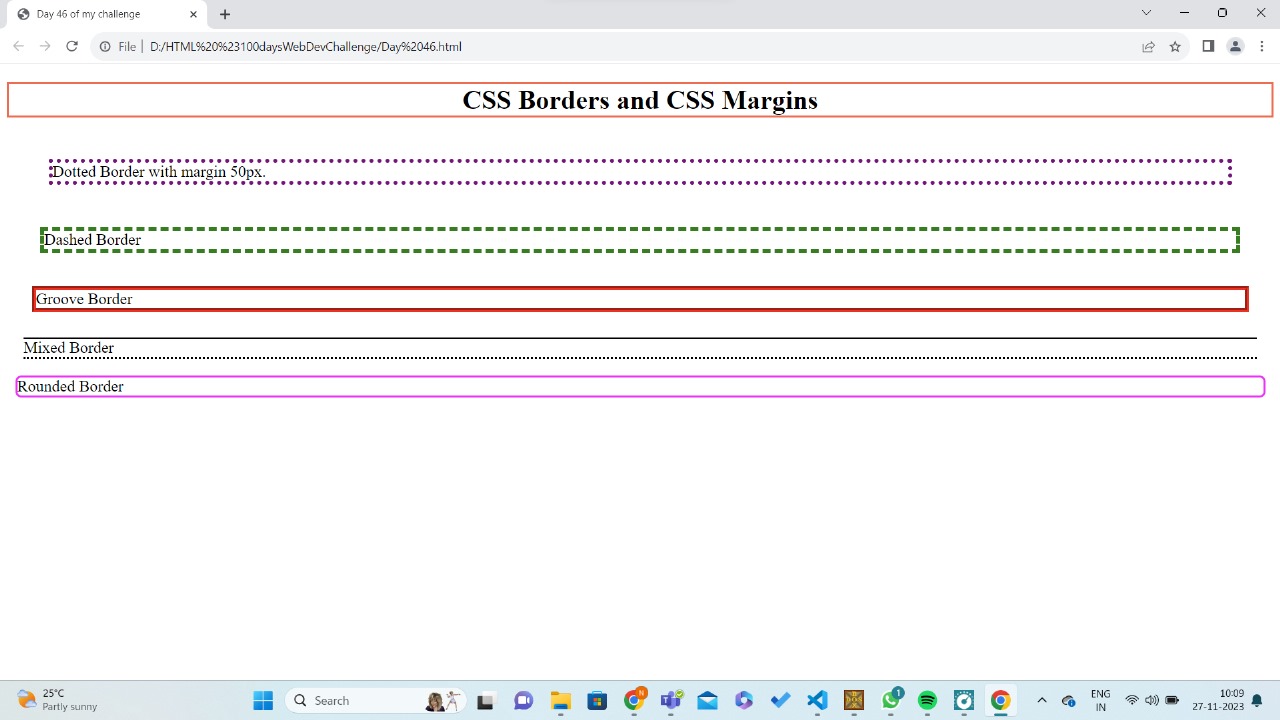 Day 46 of my challenge
File D:/HTML%20%23100daysWebDevChallenge/Day%2046.html
CSS Borders and CSS Margins
Dotted Border with margin 50px.
Dashed Border
Groove Border
Mixed Border
Rounded Border
25°C
Partly sunny
Search
N
1
ENG
IN
10:09
27-11-2023